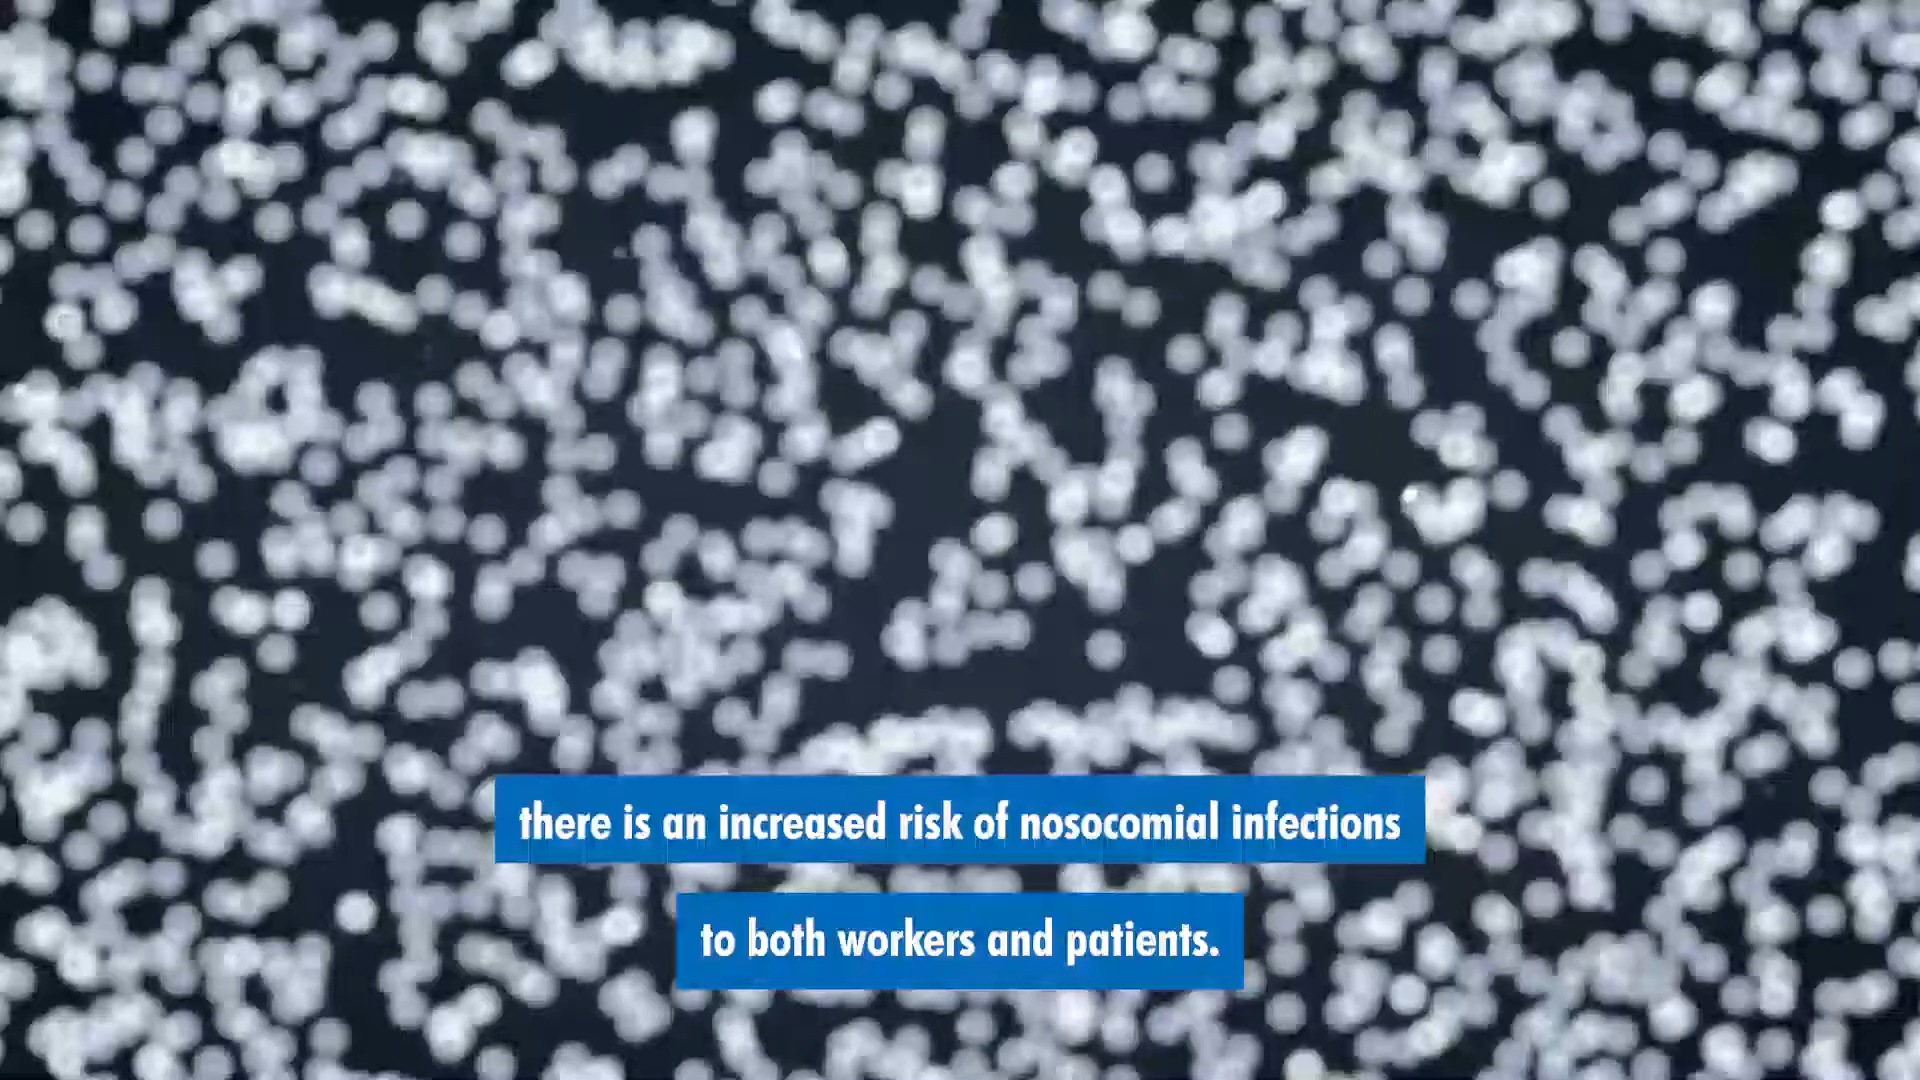 there is an increased risk of nosocomial infections
to both workers and patients.